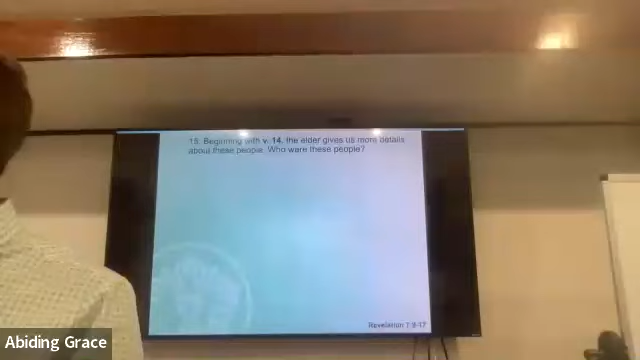 15. Beginning with v. 14, the elder gives us more details
about these people. Who ware these people?
Revelation 7:9-17
Abiding Grace